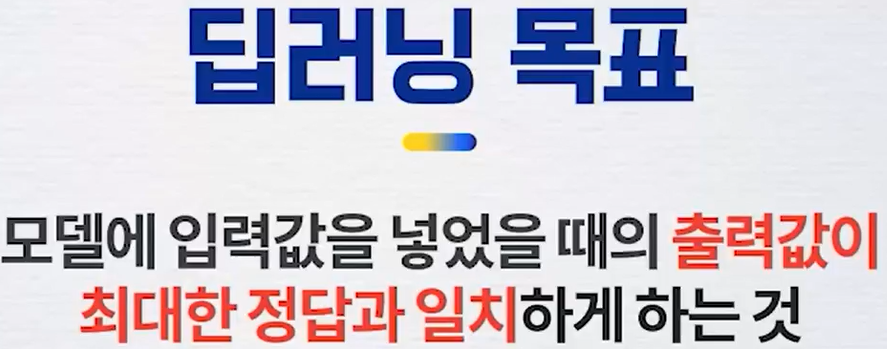 딥러닝 목표
모델에 입력값을 넣었을 때의 출력값이
최대한 정답과 일치하게 하는 것